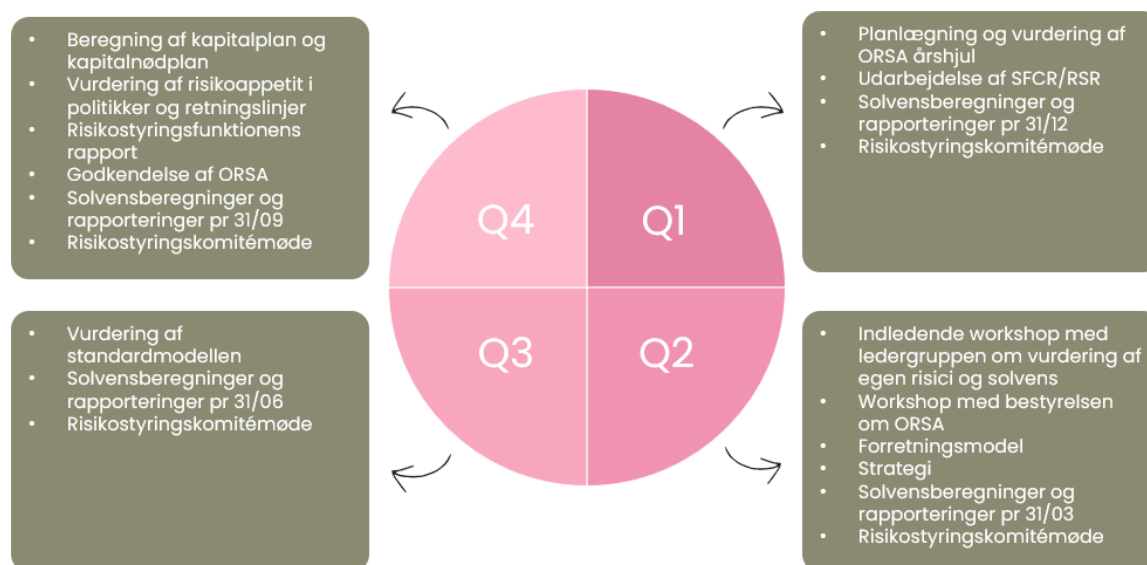 • Beregning af kapitalplan og
kapitalnødplan
• Vurdering af risikoappetit i
politikker og retningslinjer
• Risikostyringsfunktionens
rapport
• Godkendelse af ORSA
• Solvensberegninger og
rapporteringer pr 31/09
• Risikostyringskomitémøde
• Planlægning og vurdering af
ORSA årshjul
• Udarbejdelse af SFCR/RSR
• Solvensberegninger og
rapporteringer pr 31/12
• Risikostyringskomitémøde
Q4
Q1
Q3
Q2
• Vurdering af
standardmodellen
• Solvensberegninger og
rapporteringer pr 31/06
• Risikostyringskomitémøde
• Indledende workshop med
ledergruppen om vurdering af
egen risici og solvens
• Workshop med bestyrelsen
om ORSA
• Forretningsmodel
• Strategi
• Solvensberegninger og
rapporteringer pr 31/03
• Risikostyringskomitémøde